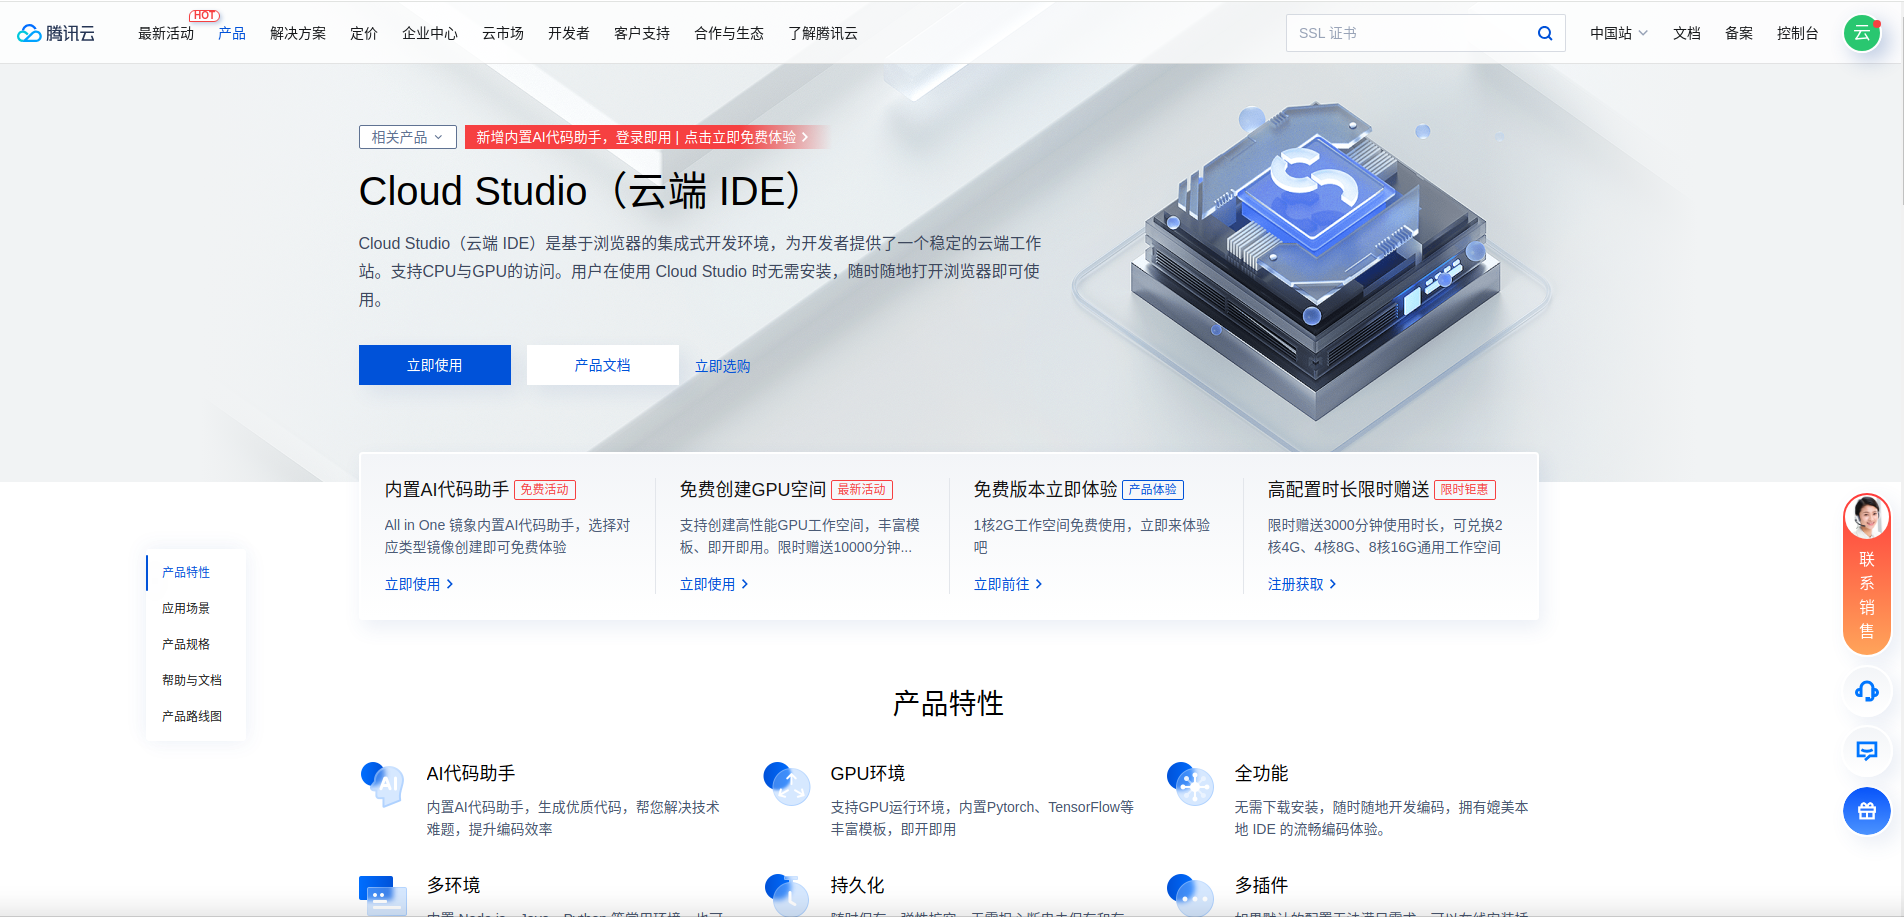 腾讯云
最新活动
HOT
产品
解决方案
定价
企业中心
云市场
开发者
客户支持
合作与生态
了解腾讯云
SSL 证书
中国站
文档
备案
控制台
云
相关产品
新增内置AI代码助手，登录即用 | 点击立即免费体验
Cloud Studio（云端 IDE）
Cloud Studio（云端 IDE）是基于浏览器的集成式开发环境，为开发者提供了一个稳定的云端工作
站。支持CPU与GPU的访问。用户在使用 Cloud Studio 时无需安装，随时随地打开浏览器即可使
用。
立即使用
产品文档
立即选购
内置AI代码助手 免费活动
All in One 镜象内置AI代码助手，选择对
应类型镜像创建即可免费体验
立即使用
免费创建GPU空间 最新活动
支持创建高性能GPU工作空间，丰富模
板、即开即用。限时赠送10000分钟...
立即使用
免费版本立即体验 产品体验
1核2G工作空间免费使用，立即来体验
吧
立即前往
高配置时长限时赠送 限时钜惠
限时赠送3000分钟使用时长，可兑换2
核4G、4核8G、8核16G通用工作空间
注册获取
产品特性
应用场景
产品规格
帮助与文档
产品路线图
联
系
销
售
产品特性
AI
AI代码助手
内置AI代码助手，生成优质代码，帮您解决技术
难题，提升编码效率
GPU环境
支持GPU运行环境，内置Pytorch、TensorFlow等
丰富模板，即开即用
全功能
无需下载安装，随时随地开发编码，拥有媲美本
地 IDE 的流畅编码体验。
多环境
持久化
多插件